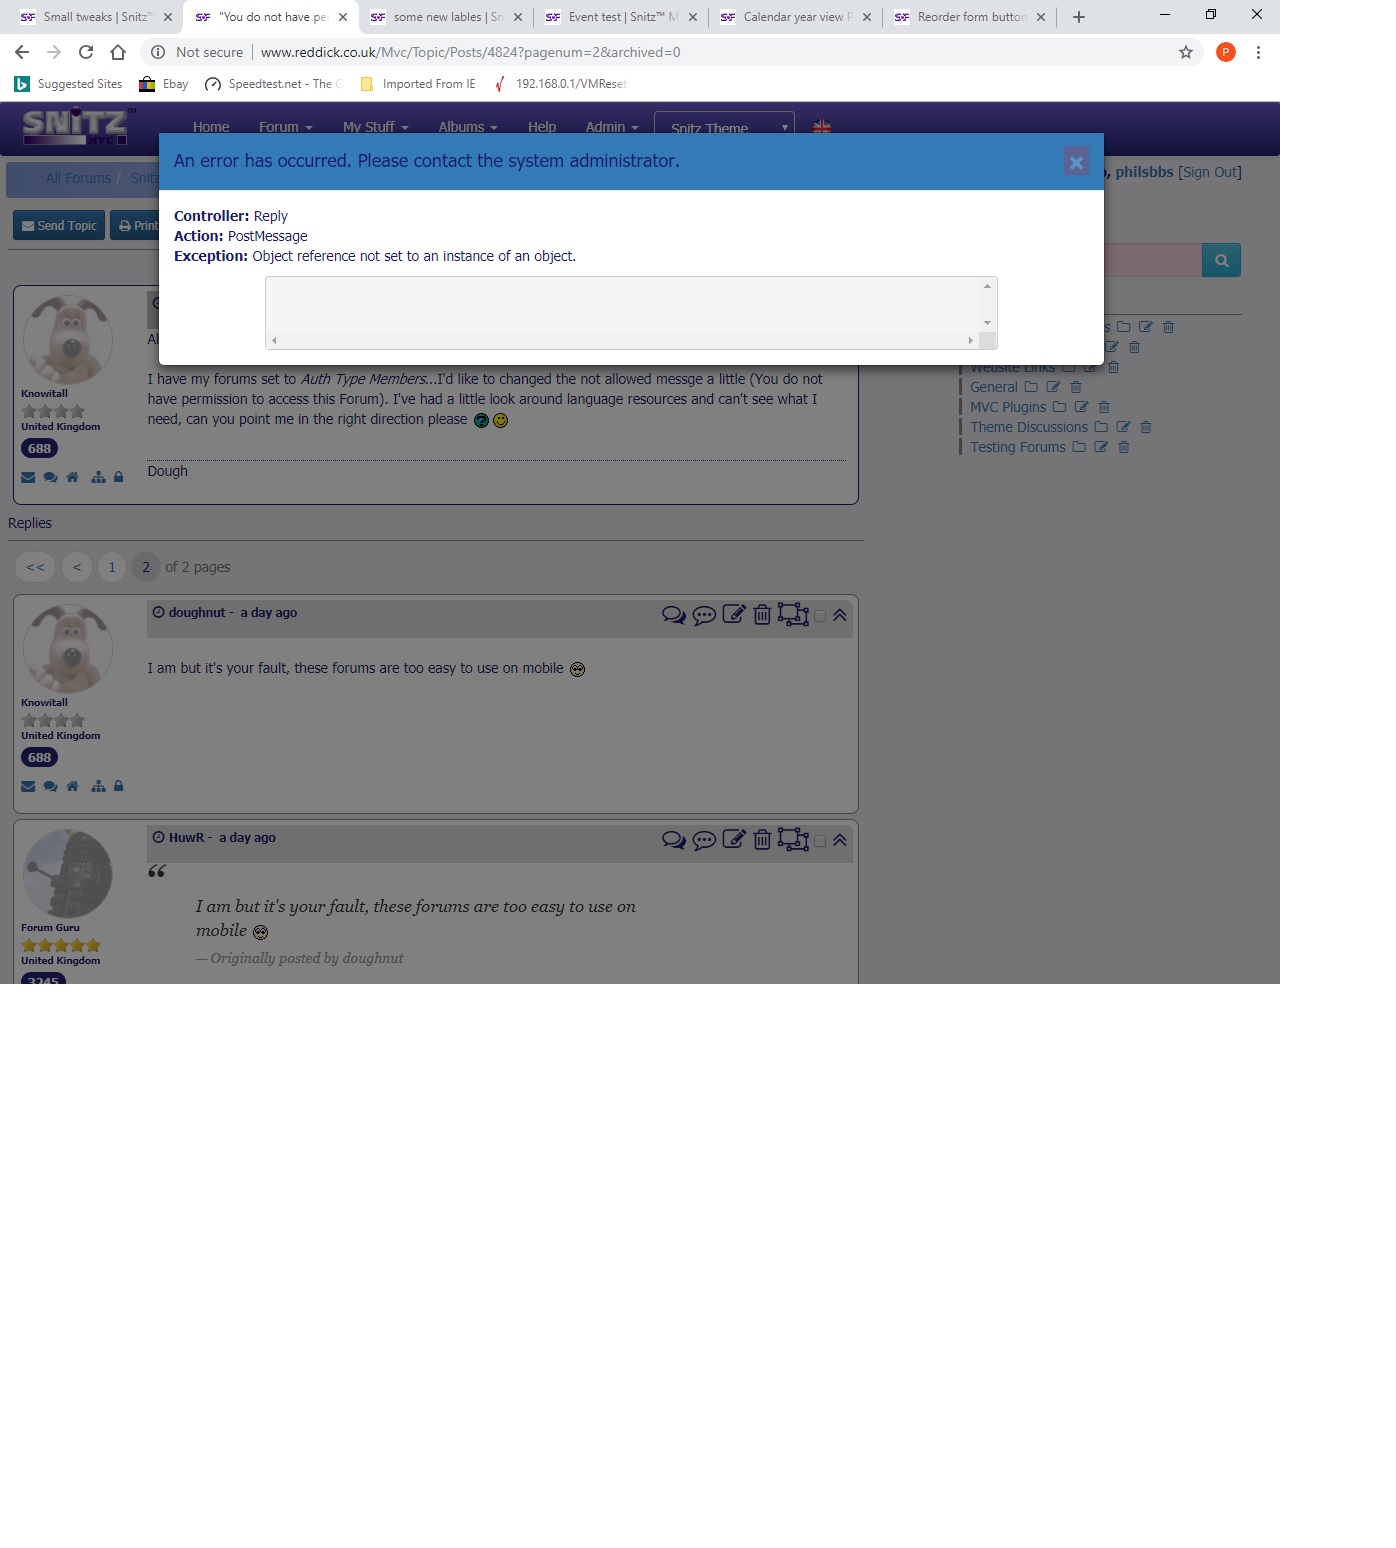 Small tweaks | Snitz™
"You do not have per
some new lables | Sn
Event test | Snitz™ M
Calendar year view P
Reorder form button
Not secure
www.reddick.co.uk/Mvc/Topic/Posts/4824?pagenum=2&archived=0
P
Suggested Sites
Ebay
Speedtest.net - The G
Imported From IE
192.168.0.1/VMReset
SNiTZ™
MVC
Home
Forum
My Stuff
Albums
Help
Admin
Snitz Theme
An error has occurred. Please contact the system administrator.
×
All Forums / Snitz
, philsbbs [Sign Out]
Controller: Reply
Action: PostMessage
Exception: Object reference not set to an instance of an object.
Send Topic
Print
Al
I have my forums set to Auth Type Members...I'd like to changed the not allowed messge a little (You do not
have permission to access this Forum). I've had a little look around language resources and can't see what I
need, can you point me in the right direction please
Dough
Knowitall
United Kingdom
688
s
Website Links
General
MVC Plugins
Theme Discussions
Testing Forums
Replies
<<
<
1
2
of 2 pages
doughnut - a day ago
I am but it's your fault, these forums are too easy to use on mobile
Knowitall
United Kingdom
688
HuwR - a day ago
“
I am but it's your fault, these forums are too easy to use on
mobile
— Originally posted by doughnut
Forum Guru
United Kingdom
3245